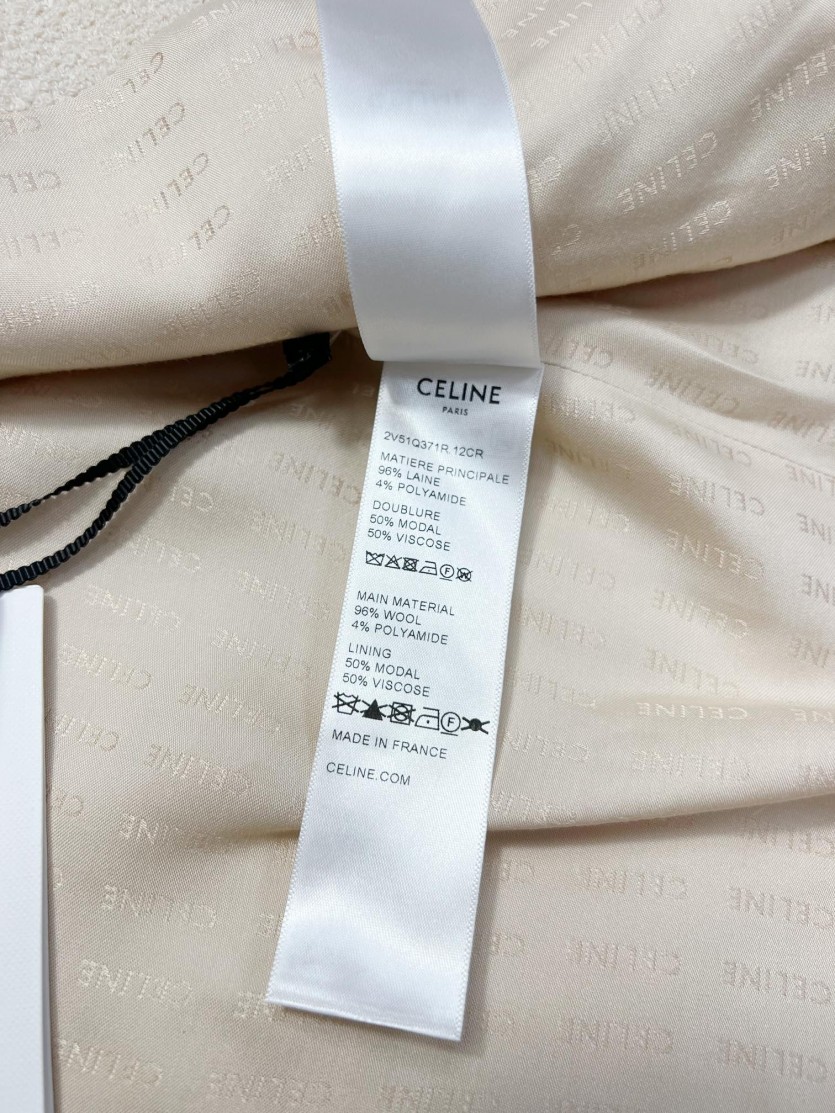 CELINE
PARIS
2V51Q371R.12CR
MATIERE PRINCIPALE
96% LAINE
4% POLYAMIDE
DOUBLURE
50% MODAL
50% VISCOSE
F W
MAIN MATERIAL
96% WOOL
4% POLYAMIDE
LINING
50% MODAL
50% VISCOSE
F
MADE IN FRANCE
CELINE.COM